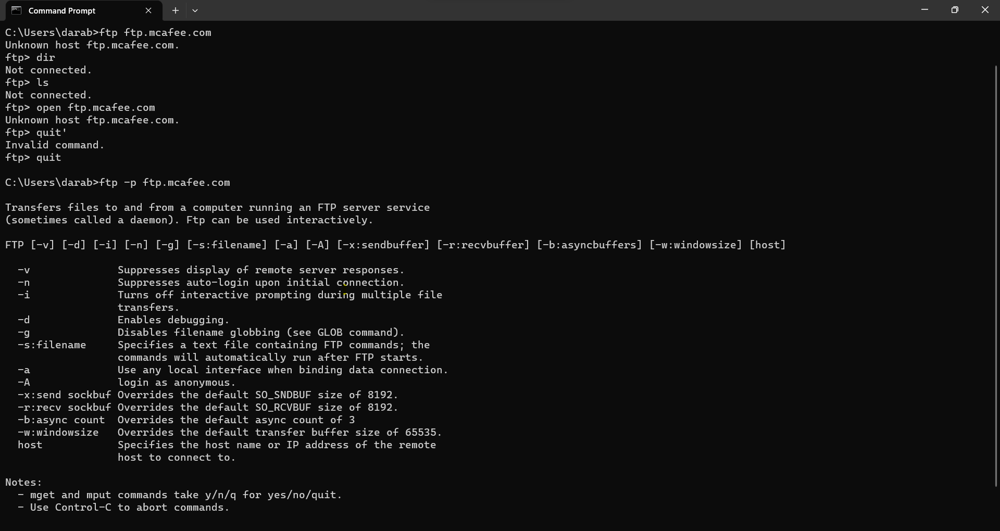 Command Prompt
C:\Users\darab>ftp ftp.mcafee.com
Unknown host ftp.mcafee.com.
ftp> dir
Not connected.
ftp> ls
Not connected.
ftp> open ftp.mcafee.com
Unknown host ftp.mcafee.com.
ftp> quit'
Invalid command.
ftp> quit
C:\Users\darab>ftp -p ftp.mcafee.com
Transfers files to and from a computer running an FTP server service
(sometimes called a daemon). Ftp can be used interactively.
FTP [-v] [-d] [-i] [-n] [-g] [-s:filename] [-a] [-A] [-x:sendbuffer] [-r:recvbuffer] [-b:asyncbuffers] [-w:windowsize] [host]
-v Suppresses display of remote server responses.
-n Suppresses auto-login upon initial connection.
-i Turns off interactive prompting during multiple file
transfers.
-d Enables debugging.
-g Disables filename globbing (see GLOB command).
-s:filename Specifies a text file containing FTP commands; the
commands will automatically run after FTP starts.
-a Use any local interface when binding data connection.
-A login as anonymous.
-x:send sockbuf Overrides the default SO_SNDBUF size of 8192.
-r:recv sockbuf Overrides the default SO_RCVBUF size of 8192.
-b:async count Overrides the default async count of 3
-w:windowsize Overrides the default transfer buffer size of 65535.
host Specifies the host name or IP address of the remote
host to connect to.
Notes:
- mget and mput commands take y/n/q for yes/no/quit.
- Use Control-C to abort commands.